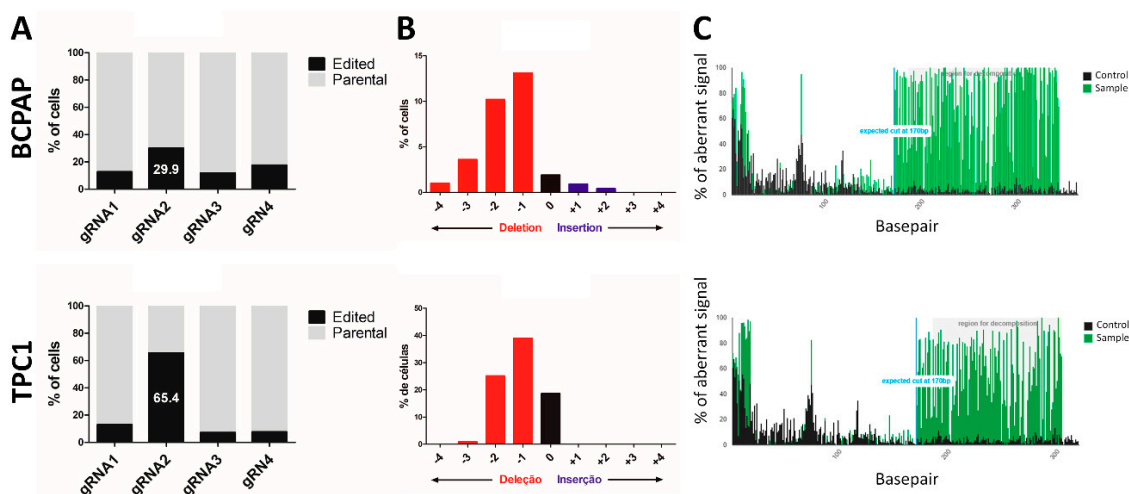 A
B
C
BCPAP
% of cells
100
80
60
40
20
0
29.9
gRNA1
gRNA2
gRNA3
gRN4
Edited
Parental
% of cells
15
10
5
0
-4 -3 -2 -1 0 +1 +2 +3 +4
Deletion Insertion
% of aberrant signal
100
80
60
40
20
0
region for decomposition
expected cut at 170bp
Control
Sample
100 200 300
Basepair
TPC1
% of cells
100
80
60
40
20
0
65.4
gRNA1
gRNA2
gRNA3
gRN4
Edited
Parental
% de células
50
40
30
20
10
0
-4 -3 -2 -1 0 +1 +2 +3 +4
Deleção Inserção
% of aberrant signal
100
80
60
40
20
0
region for decomposition
expected cut at 170bp
Control
Sample
100 200 300
Basepair